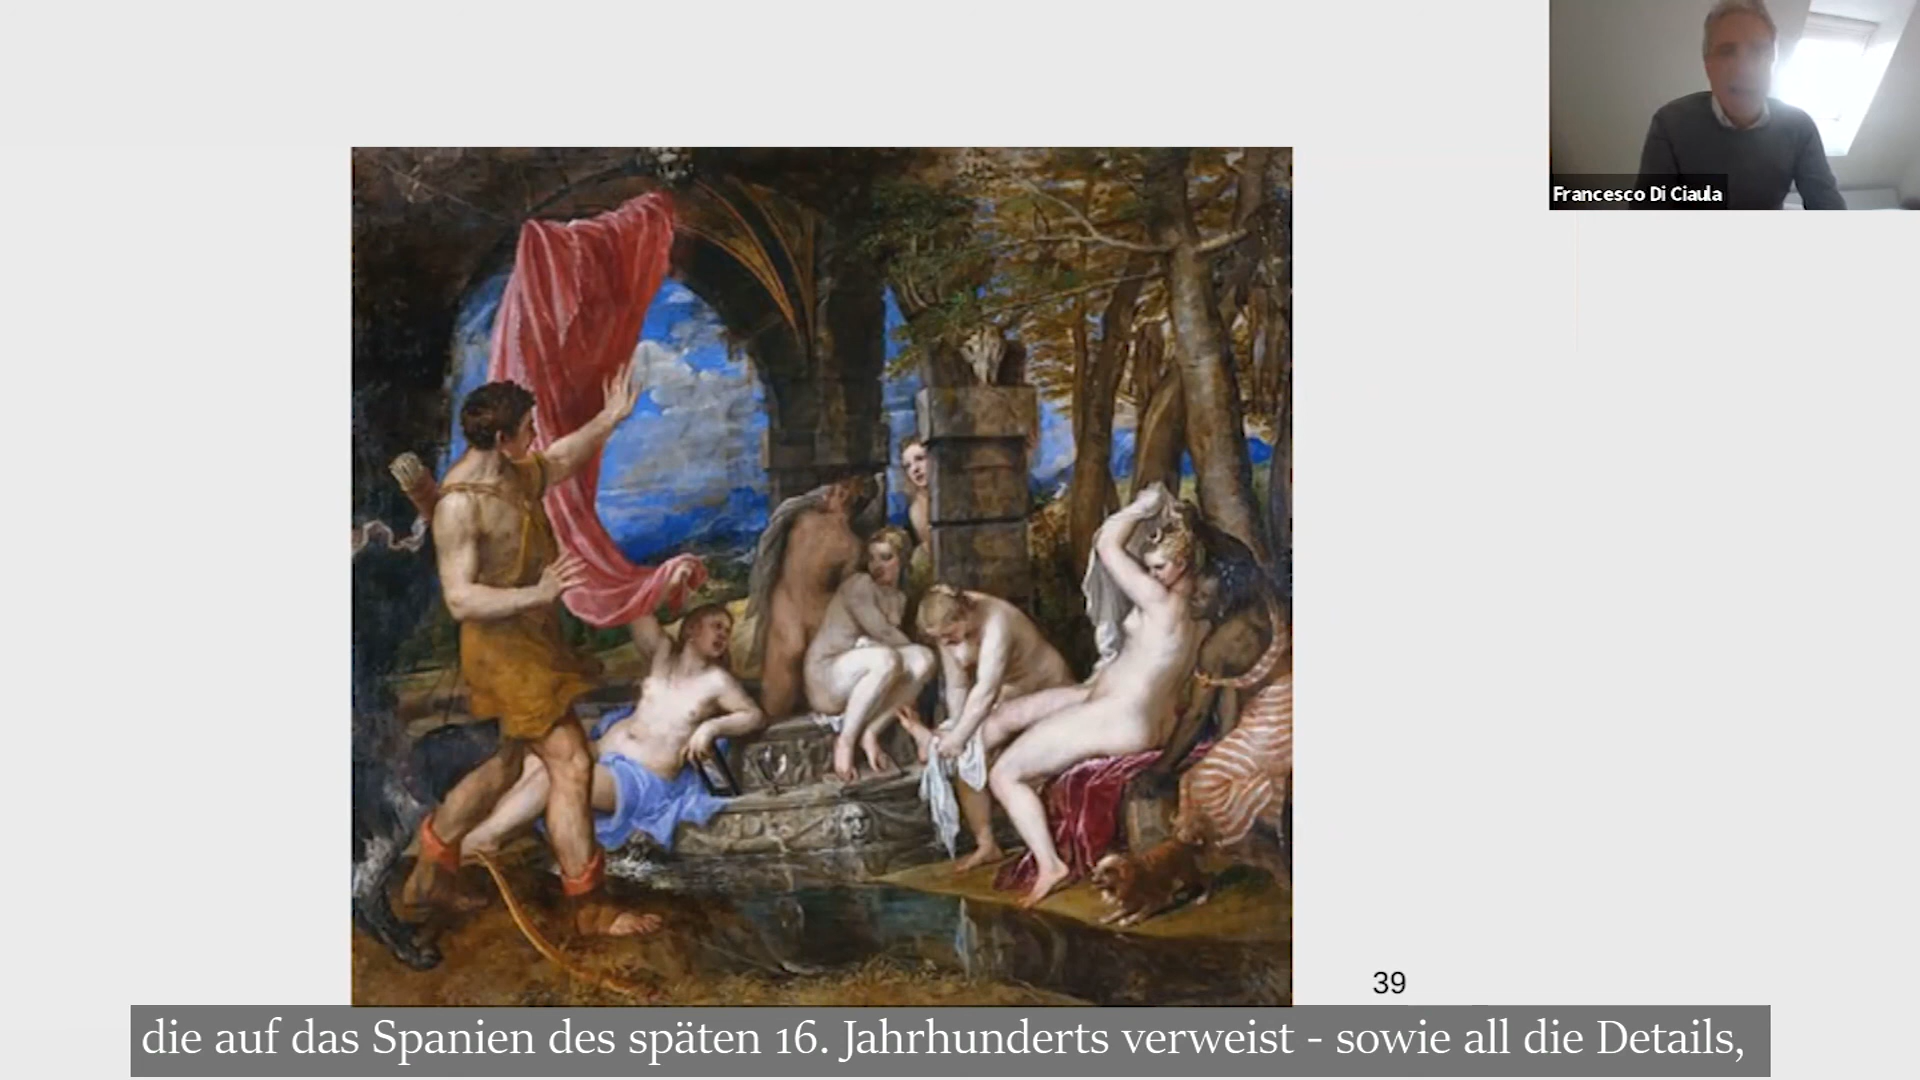 Francesco Di Ciaula
39
die auf das Spanien des späten 16. Jahrhunderts verweist - sowie all die Details,